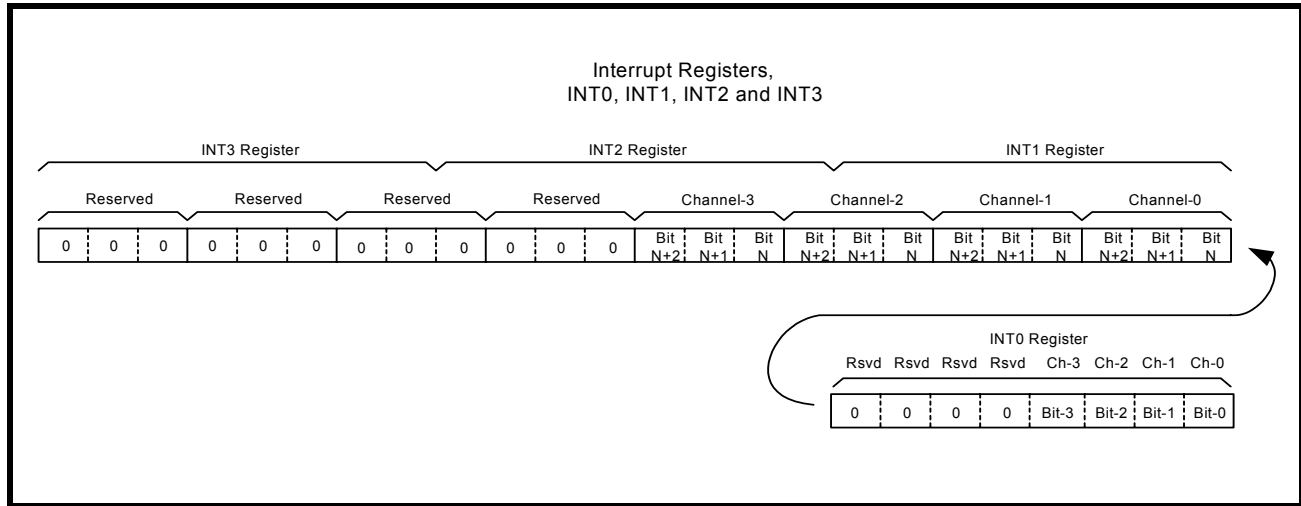 Interrupt Registers,
INT0, INT1, INT2 and INT3
INT3 Register INT2 Register INT1 Register
Reserved Reserved Reserved Reserved Channel-3 Channel-2 Channel-1 Channel-0
0 0 0 0 0 0 0 0 0 0 0 0 Bit Bit Bit Bit Bit Bit Bit Bit Bit Bit Bit Bit
N+2 N+1 N N+2 N+1 N N+2 N+1 N N+2 N+1 N
INT0 Register
Rsvd Rsvd Rsvd Rsvd Ch-3 Ch-2 Ch-1 Ch-0
0 0 0 0 Bit-3 Bit-2 Bit-1 Bit-0